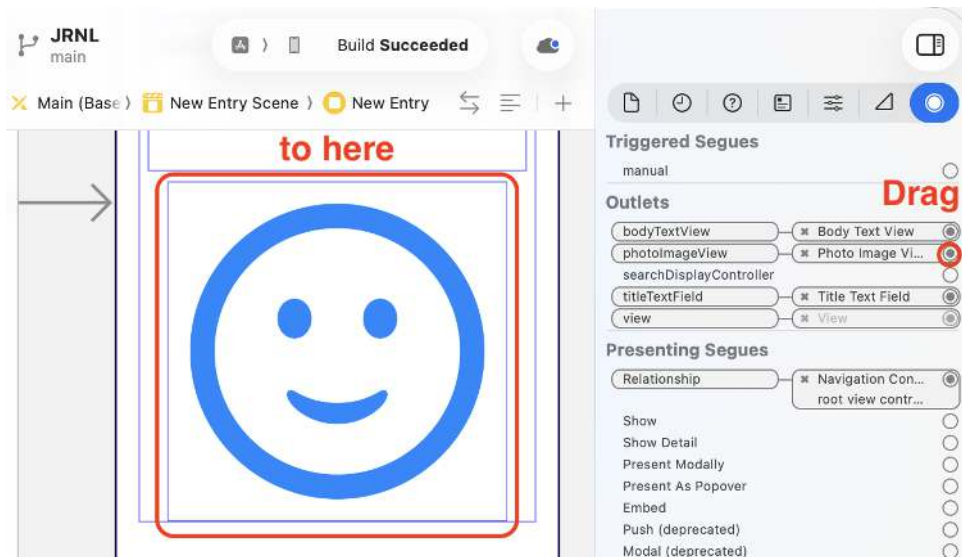 JRNL
main
Build Succeeded
Main (Base) New Entry Scene New Entry
to here
Triggered Segues
manual
Drag
Outlets
bodyTextView Body Text View
photoImageView Photo Image Vi...
searchDisplayController
titleTextField Title Text Field
view View
Presenting Segues
Relationship Navigation Con...
root view contr...
Show
Show Detail
Present Modally
Present As Popover
Embed
Push (deprecated)
Modal (deprecated)